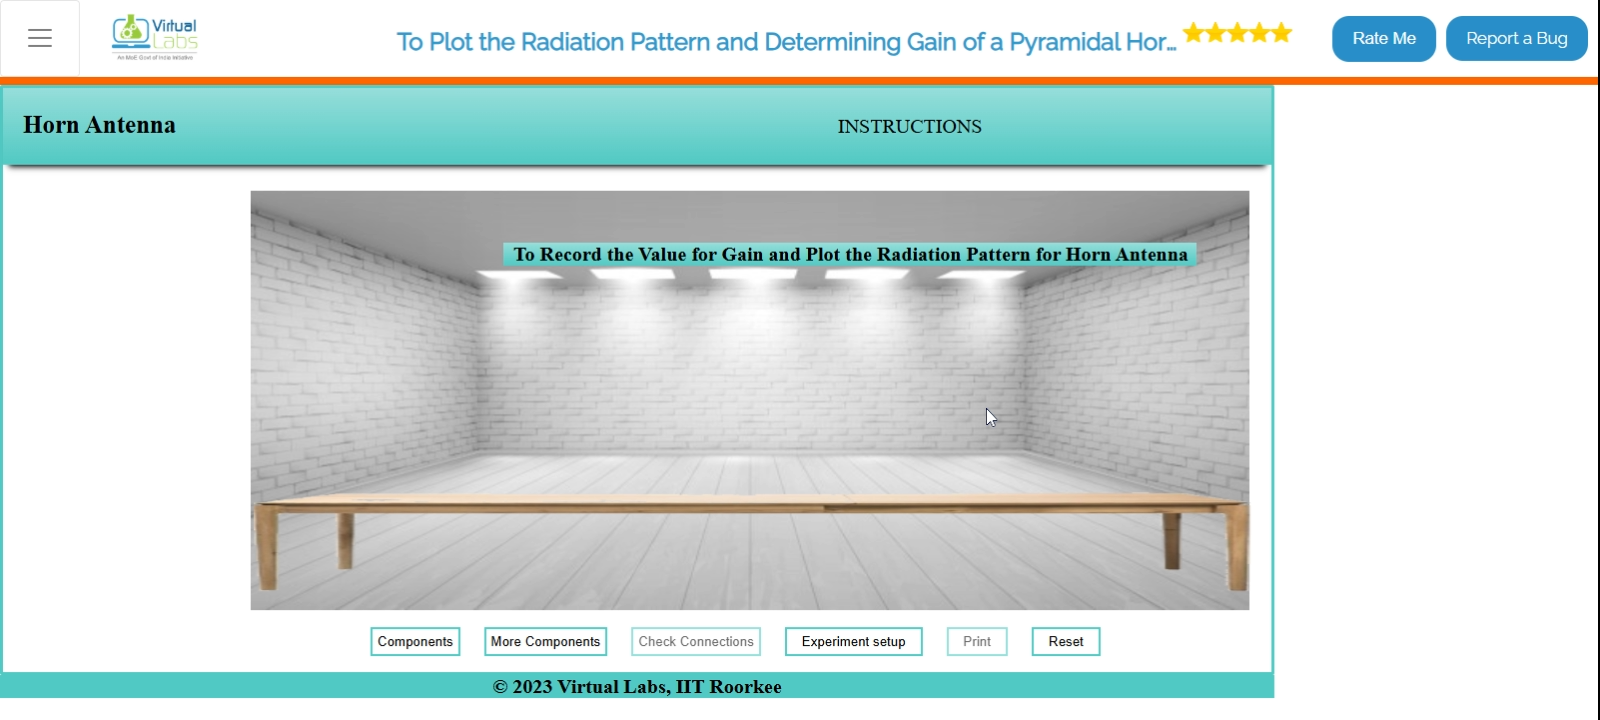 Virtual
Labs
An MoE Govt of India Initiative
To Plot the Radiation Pattern and Determining Gain of a Pyramidal Hor...
Rate Me
Report a Bug
Horn Antenna
INSTRUCTIONS
To Record the Value for Gain and Plot the Radiation Pattern for Horn Antenna
Components
More Components
Check Connections
Experiment setup
Print
Reset
© 2023 Virtual Labs, IIT Roorkee